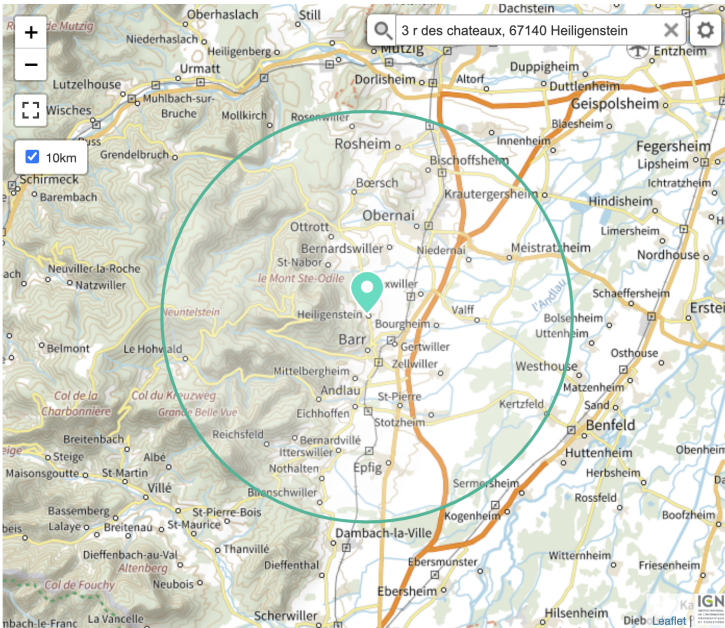 Oberhaslach
Still
Dachstein
de Mutzig
+
3 r des chateaux, 67140 Heiligenstein
Niederhaslach
Heiligenberg
Mutzig
Entzheim
−
Urmatt
Dorlisheim
Altorf
Duppigheim
Duttlenheim
Lutzelhouse
Muhlbach-sur-
Bruche
Geispolsheim
Wisches
Mollkirch
Rosenwiller
Blaesheim
Innenheim
Rosheim
Fegersheim
10km
Grendelbruch
Bischoffsheim
Lipsheim
Schirmeck
Bœrsch
Ichtratzheim
Barembach
Krautergersheim
Hindisheim
Obernai
Ottrott
Limersheim
Bernardswiller
Niedernai
Meistratzheim
Nordhouse
St-Nabor
Neuviller-la-Roche
le Mont Ste-Odile
Natzwiller
xwiller
l'Andlau
Schaeffersheim
Neuntelstein
Heiligenstein
Valff
Bolsenheim
Erstei
Bourgheim
Uttenheim
Belmont
Le Hohwald
Barr
Gertwiller
Zellwiller
Osthouse
Mittelbergheim
Westhouse
Col de la
Charbonnière
Col du Kreuzweg
Andlau
St-Pierre
Matzenheim
Grande Belle Vue
Eichhoffen
Kertzfeld
Sand
Stotzheim
Benfeld
Breitenbach
Reichsfeld
Bernardvillé
Steige
Albé
Itterswiller
Huttenheim
Obenheim
Maisonsgoutte
St-Martin
Nothalten
Epfig
Herbsheim
Villé
Blienschwiller
Sermersheim
Rossfeld
Bassemberg
St-Pierre-Bois
Kogenheim
Boofzheim
Lalaye
Breitenau
St-Maurice
Dambach-la-Ville
Thanvillé
Dieffenbach-au-Val
Altenberg
Dieffenthal
Ebersmunster
Witternheim
Friesenheim
Col de Fouchy
Neubois
Ebersheim
mbach-le-Franc
La Vancelle
Scherwiller
Hilsenheim
IGN
Leaflet |